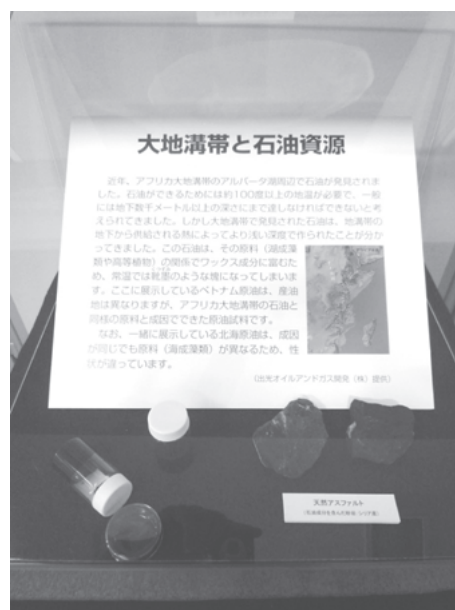 大地溝帯と石油資源
近年、アフリカ大地溝帯のアルバータ湖周辺で石油が発見されま
した。石油ができるためには約100度以上の地温が必要で、一般
には地下数千メートル以上の深さにまで達しなければできないと考
えられてきました。しかし大地溝帯で発見された石油は、地溝帯の
地下から供給される熱によってより浅い深度で作られたことが分か
ってきました。この石油は、その原料（湖成藻
類や高等植物）の関係でワックス成分に富むた
め、常温では靴墨のような塊になってしまいま
す。ここに展示しているベトナム原油は、産油
地は異なりますが、アフリカ大地溝帯の石油と
同様の原料と成因でできた原油試料です。
なお、一緒に展示している北海原油は、成因
が同じでも原料（海成藻類）が異なるため、性
状が違っています。
（出光オイルアンドガス開発（株）提供）
天然アスファルト